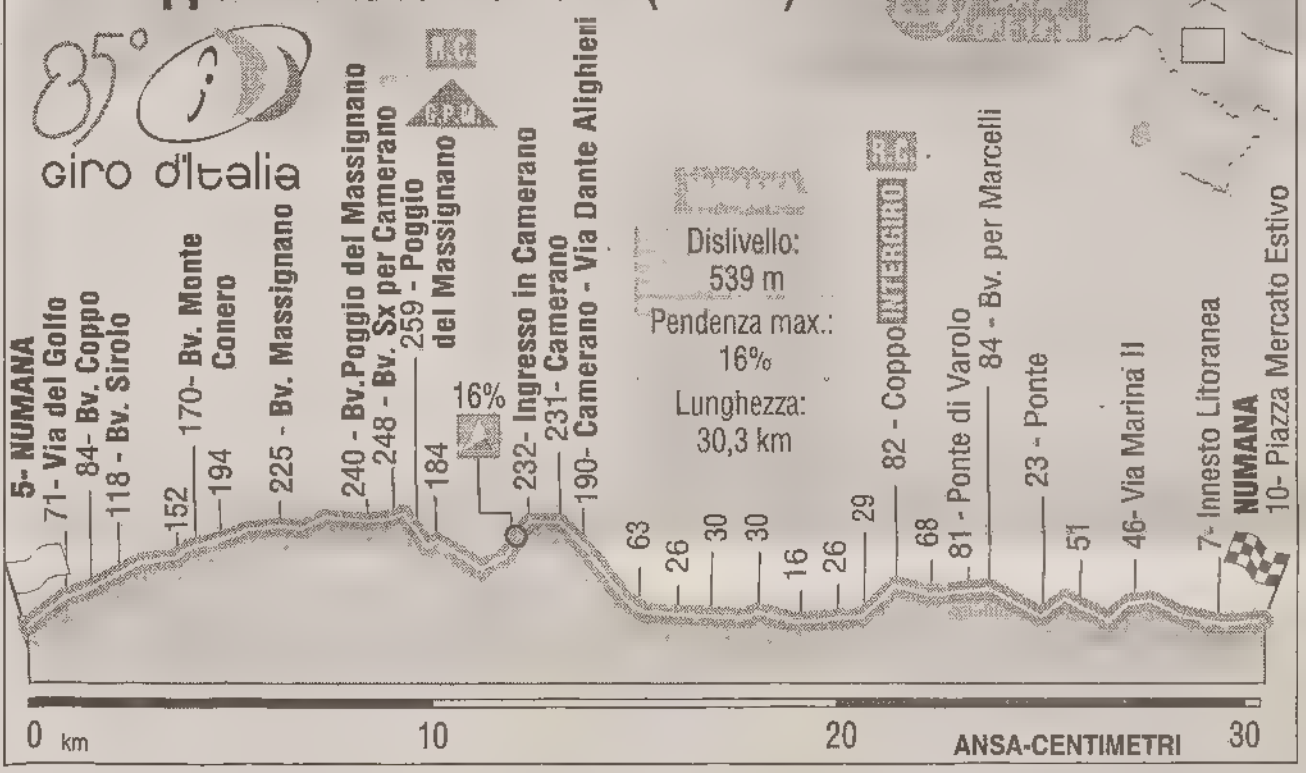 85°
Giro d'Italia
5- NUMANA
71- Via del Golfo
84- Bv. Coppo
118 - Bv. Sirolo
152
170- Bv. Monte
Conero
194
225 - Bv. Massignano
240 - Bv.Poggio del Massignano
248 - Bv. Sx per Camerano
259 - Poggio
del Massignano
G.P.M.
184
16%
232- Ingresso in Camerano
231- Camerano
190- Camerano - Via Dante Alighieri
63
26
30
30
16
26
29
Dislivello:
539 m
Pendenza max.:
16%
Lunghezza:
30,3 km
82 - Coppo INTERGIRO
68
81 - Ponte di Varolo
84 - Bv. per Marcelli
23 - Ponte
51
46- Via Marina II
7- Innesto Litoranea
NUMANA
10- Piazza Mercato Estivo
0 km
10
20
30
ANSA-CENTIMETRI